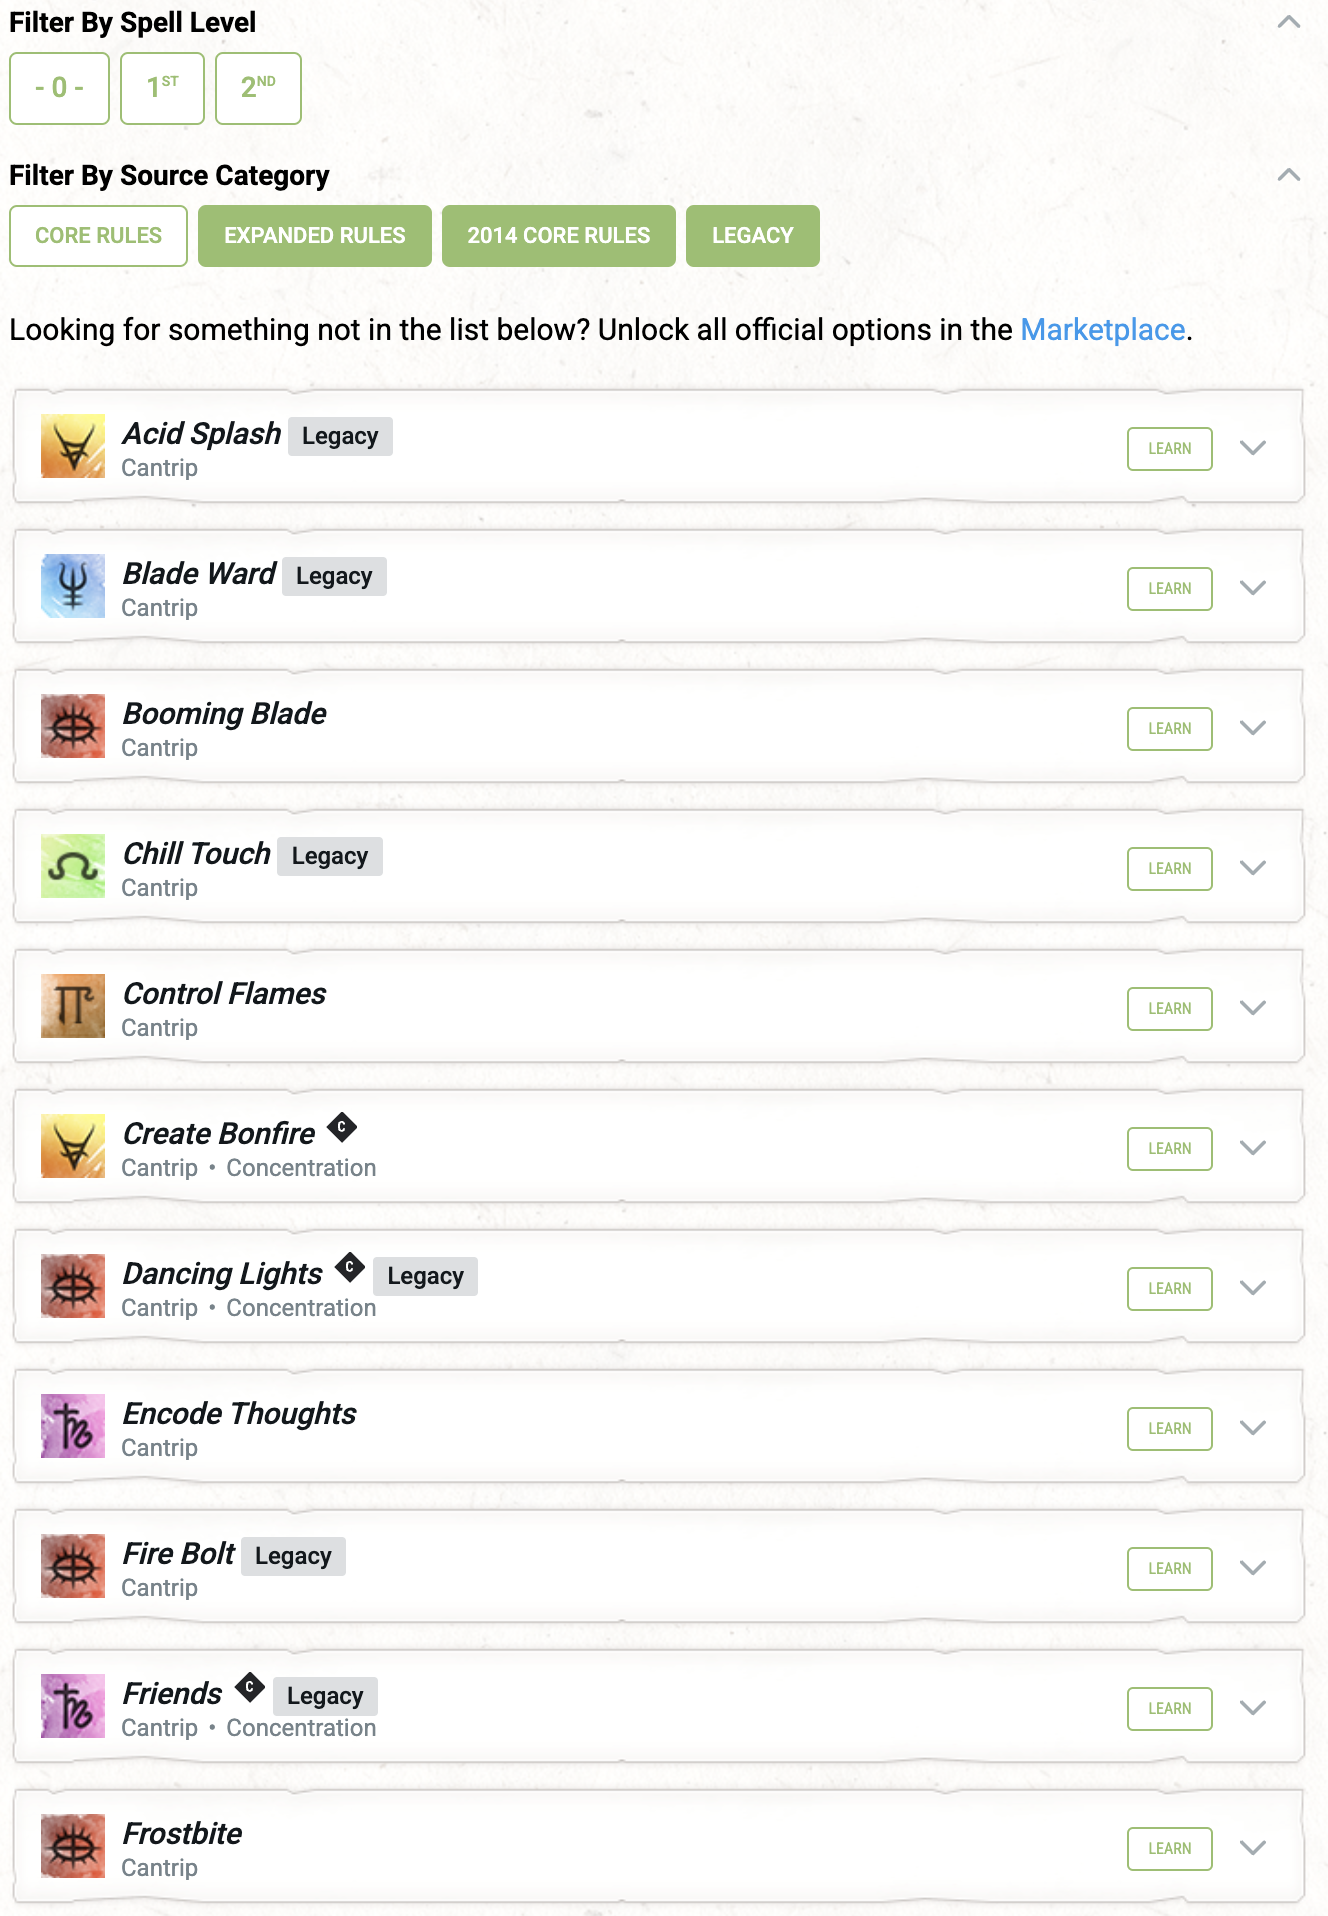 Filter By Spell Level
- 0 - 1ST 2ND
Filter By Source Category
CORE RULES EXPANDED RULES 2014 CORE RULES LEGACY
Looking for something not in the list below? Unlock all official options in the Marketplace.
Acid Splash Legacy
Cantrip
LEARN
Blade Ward Legacy
Cantrip
LEARN
Booming Blade
Cantrip
LEARN
Chill Touch Legacy
Cantrip
LEARN
Control Flames
Cantrip
LEARN
Create Bonfire C
Cantrip • Concentration
LEARN
Dancing Lights C Legacy
Cantrip • Concentration
LEARN
Encode Thoughts
Cantrip
LEARN
Fire Bolt Legacy
Cantrip
LEARN
Friends C Legacy
Cantrip • Concentration
LEARN
Frostbite
Cantrip
LEARN